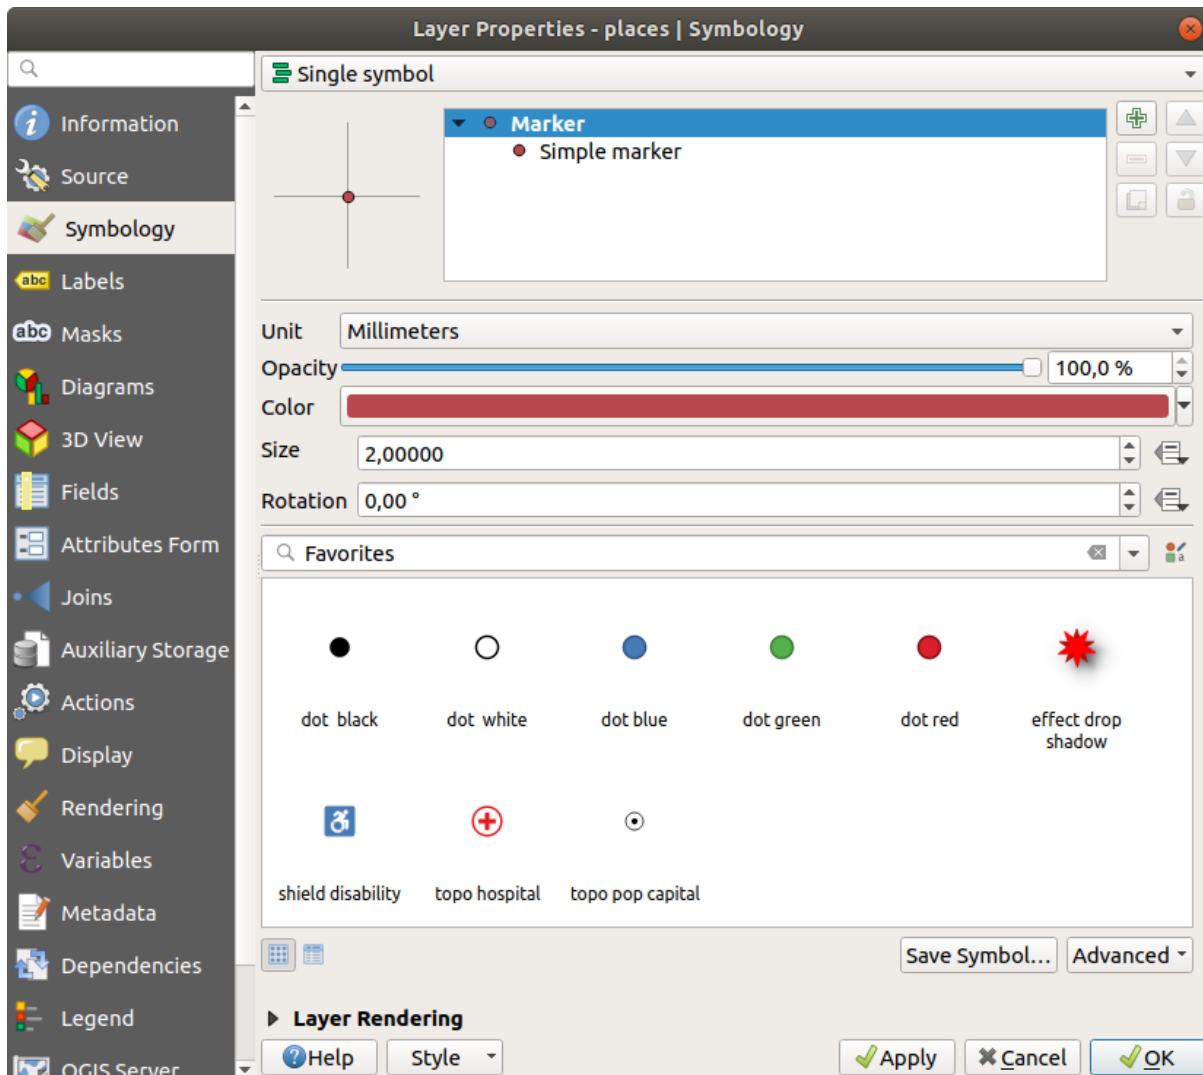 Layer Properties - places | Symbology
Single symbol
Information
Source
Symbology
Labels
Masks
Diagrams
3D View
Fields
Attributes Form
Joins
Auxiliary Storage
Actions
Display
Rendering
Variables
Metadata
Dependencies
Legend
QGIS Server
abc
abc
Marker
Simple marker
Unit Millimeters
Opacity 100,0 %
Color
Size 2,00000
Rotation 0,00 °
Favorites
dot black dot white dot blue dot green dot red effect drop
shadow
shield disability topo hospital topo pop capital
Save Symbol... Advanced
Layer Rendering
Help Style Apply Cancel OK